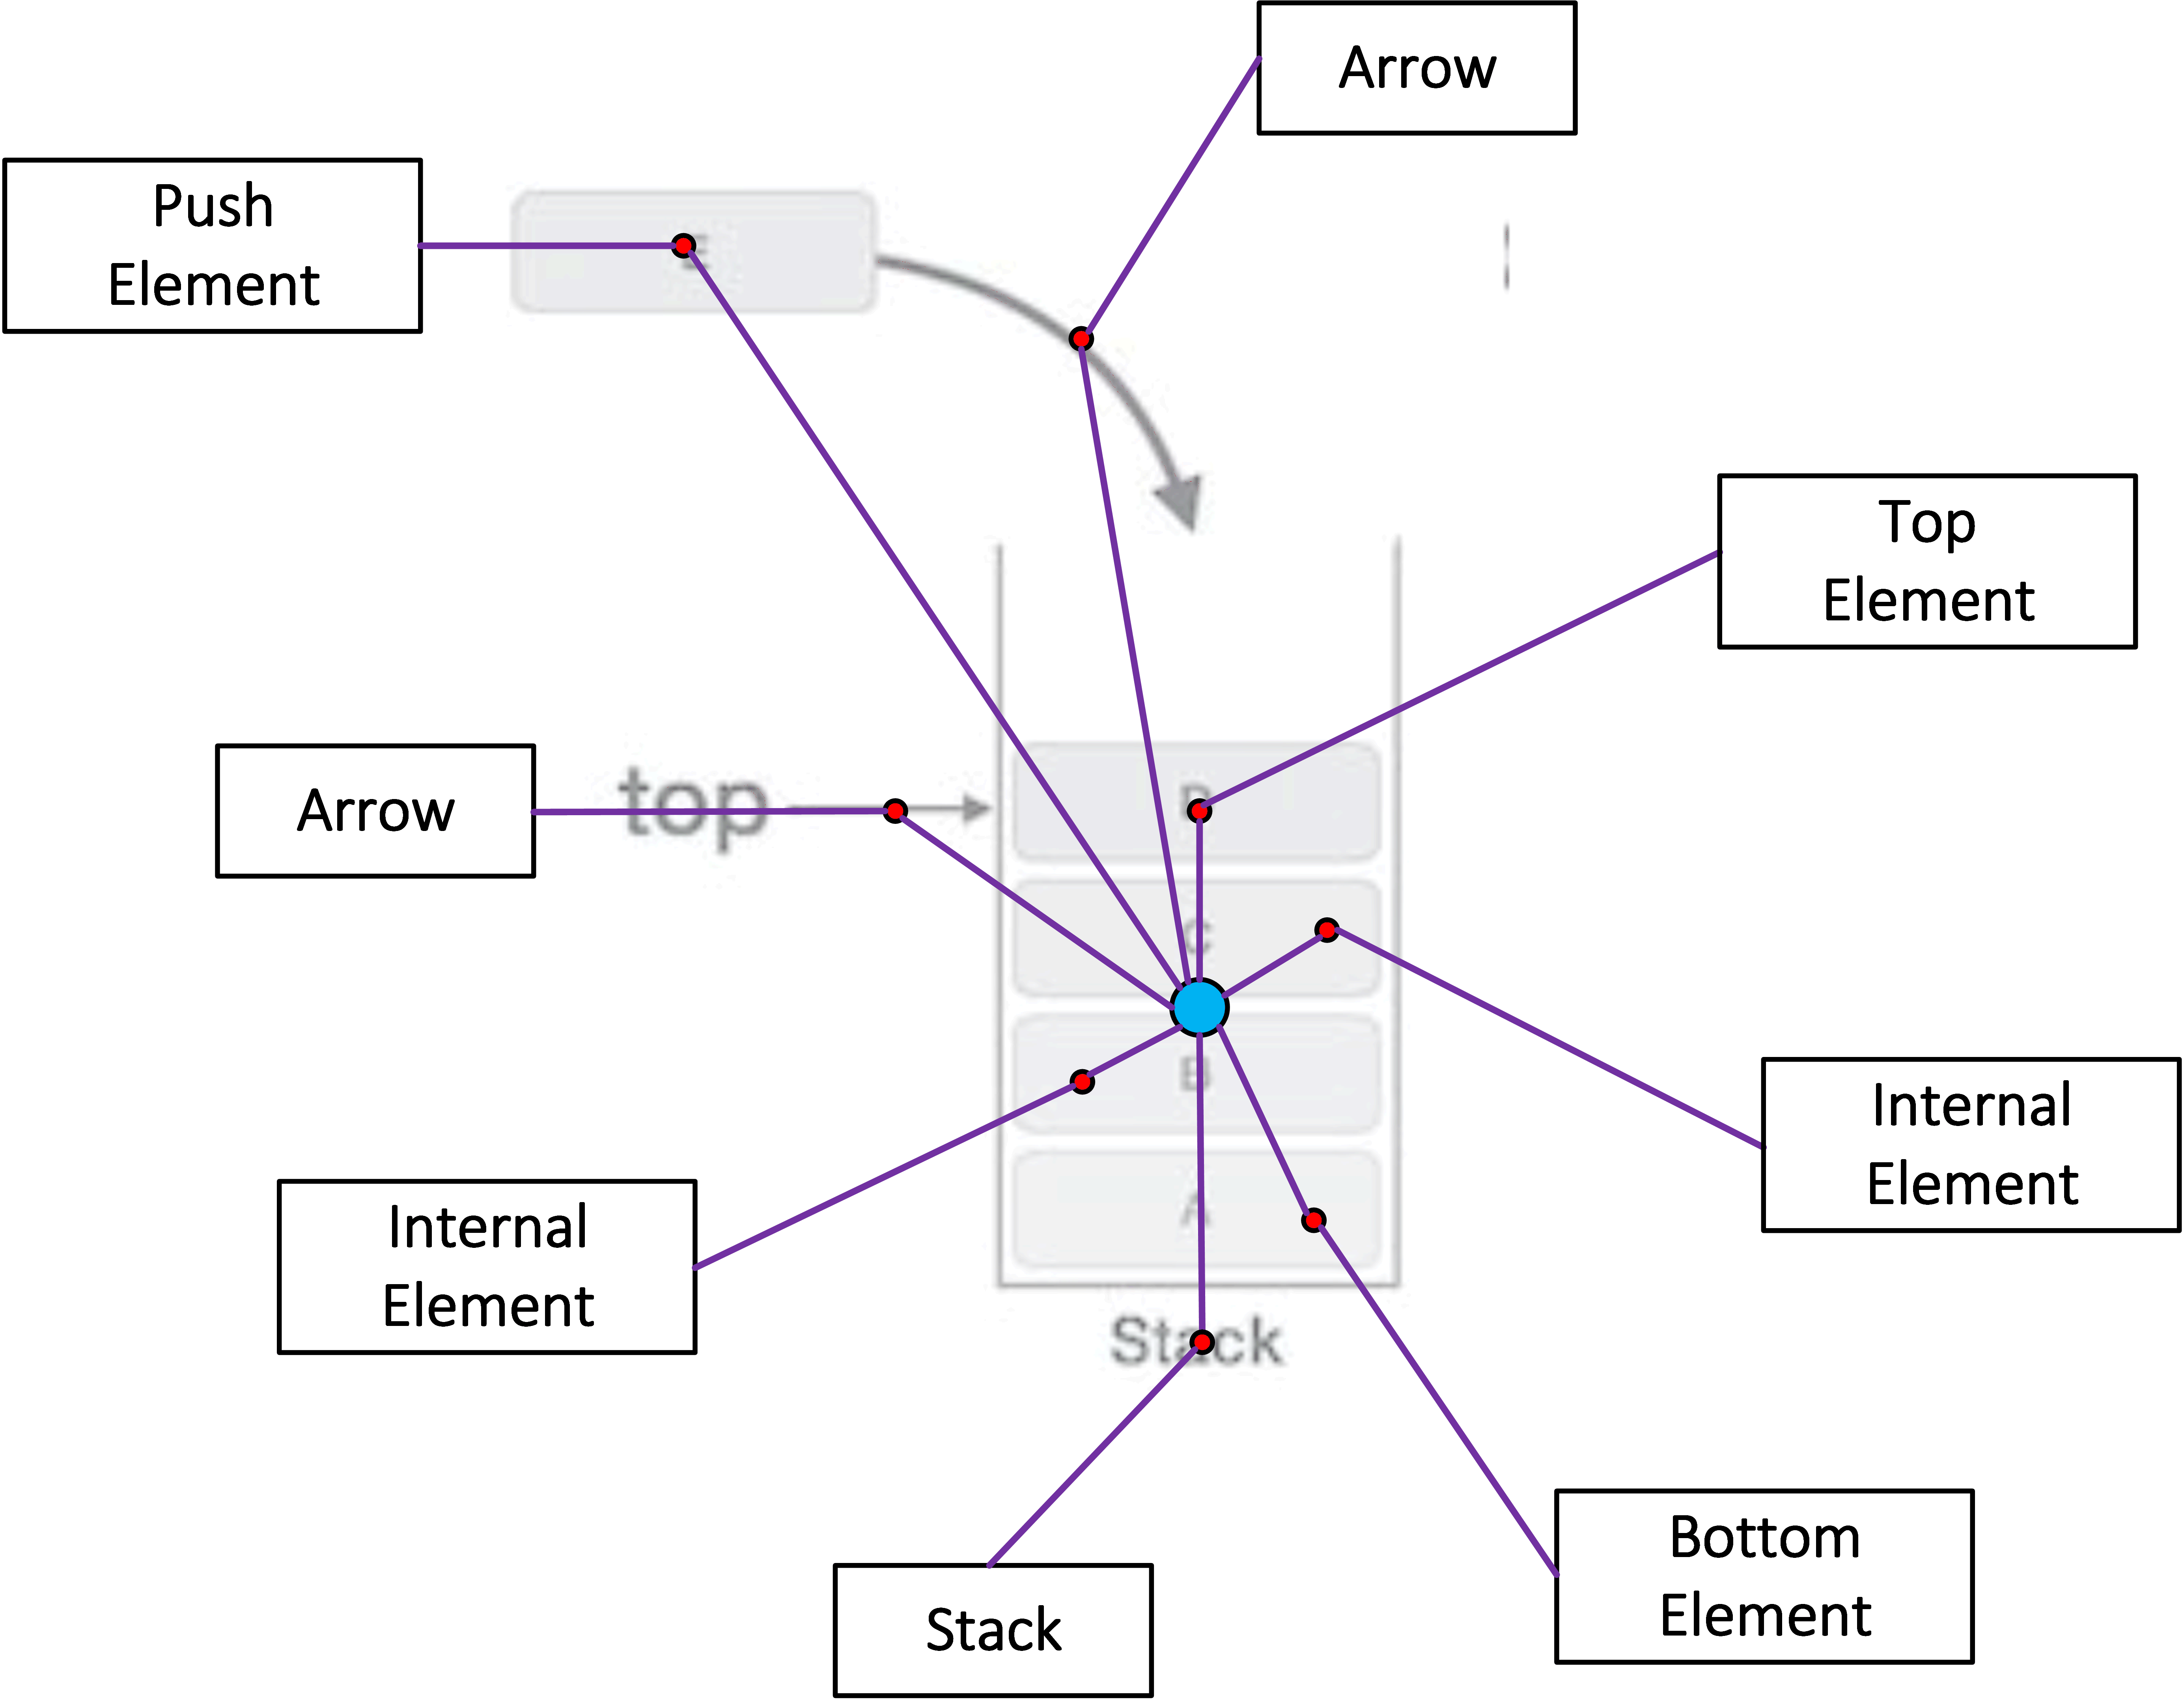 Arrow
Push
Element
E
Top
Element
Arrow
top
D
C
B
A
Internal
Element
Internal
Element
Stack
Bottom
Element
Stack